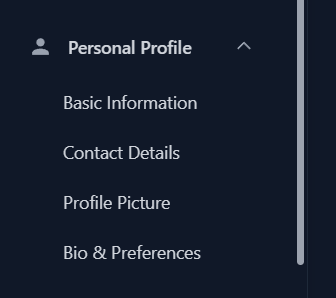 Personal Profile
Basic Information
Contact Details
Profile Picture
Bio & Preferences